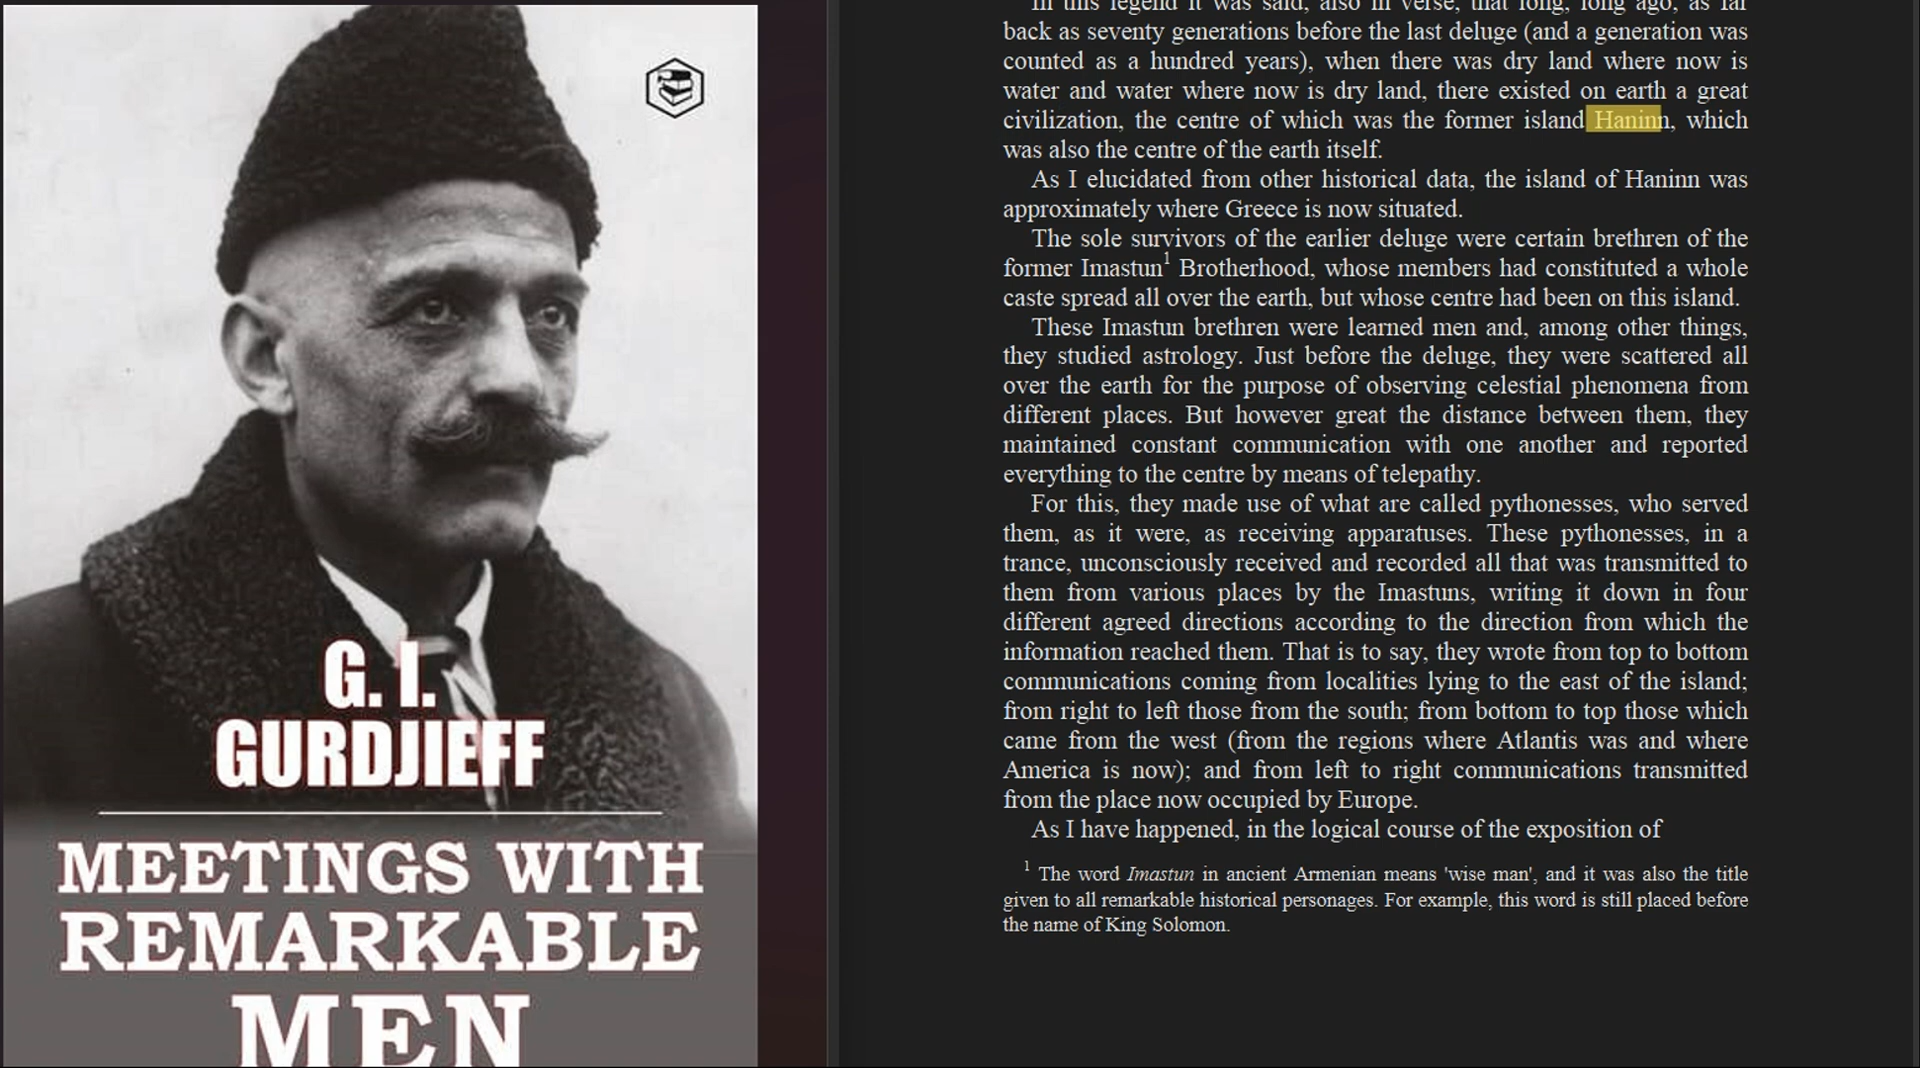 G. I.
GURDJIEFF
MEETINGS WITH
REMARKABLE
MEN
In this legend it was said, also in verse, that long, long ago, as far
back as seventy generations before the last deluge (and a generation was
counted as a hundred years), when there was dry land where now is
water and water where now is dry land, there existed on earth a great
civilization, the centre of which was the former island Haninn, which
was also the centre of the earth itself.
As I elucidated from other historical data, the island of Haninn was
approximately where Greece is now situated.
The sole survivors of the earlier deluge were certain brethren of the
former Imastun¹ Brotherhood, whose members had constituted a whole
caste spread all over the earth, but whose centre had been on this island.
These Imastun brethren were learned men and, among other things,
they studied astrology. Just before the deluge, they were scattered all
over the earth for the purpose of observing celestial phenomena from
different places. But however great the distance between them, they
maintained constant communication with one another and reported
everything to the centre by means of telepathy.
For this, they made use of what are called pythonesses, who served
them, as it were, as receiving apparatuses. These pythonesses, in a
trance, unconsciously received and recorded all that was transmitted to
them from various places by the Imastuns, writing it down in four
different agreed directions according to the direction from which the
information reached them. That is to say, they wrote from top to bottom
communications coming from localities lying to the east of the island;
from right to left those from the south; from bottom to top those which
came from the west (from the regions where Atlantis was and where
America is now); and from left to right communications transmitted
from the place now occupied by Europe.
As I have happened, in the logical course of the exposition of
¹ The word Imastun in ancient Armenian means 'wise man', and it was also the title
given to all remarkable historical personages. For example, this word is still placed before
the name of King Solomon.